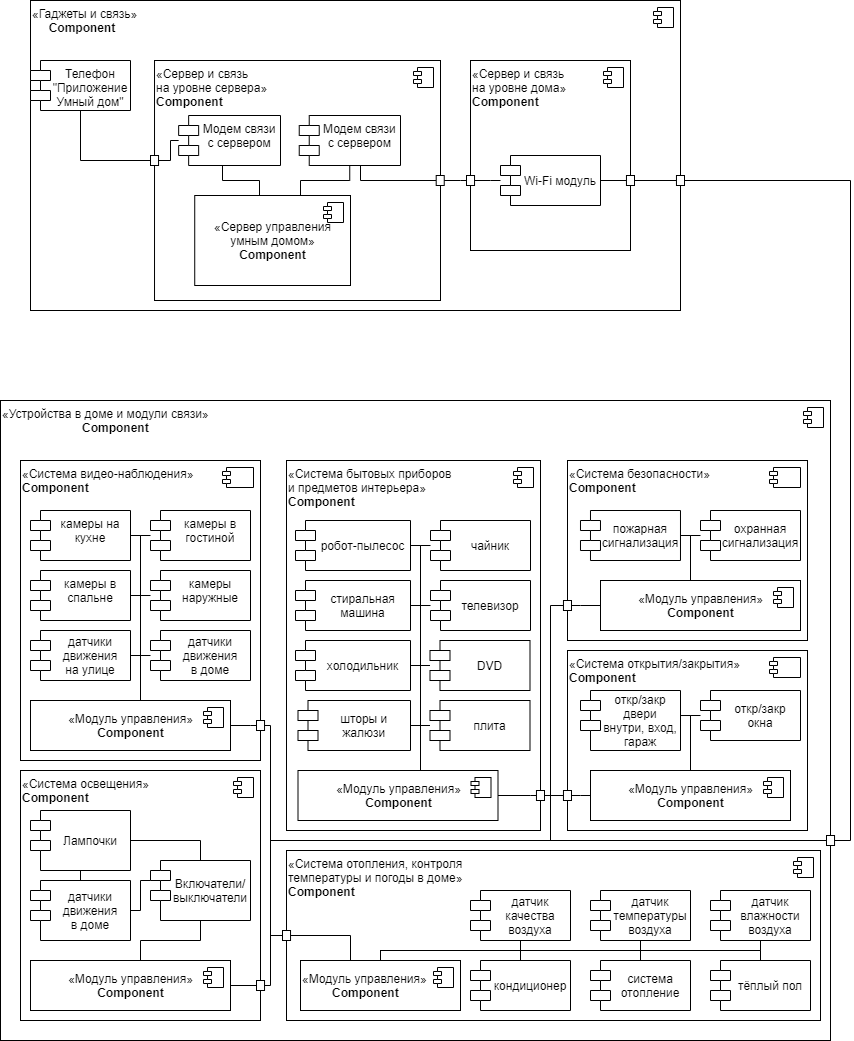 «Гаджеты и связь»
Component
Телефон
"Приложение
Умный дом"
«Сервер и связь
на уровне сервера»
Component
Модем связи
с сервером
Модем связи
с сервером
«Сервер управления
умным домом»
Component
«Сервер и связь
на уровне дома»
Component
Wi-Fi модуль
«Устройства в доме и модули связи»
Component
«Система видео-наблюдения»
Component
камеры на
кухне
камеры в
гостиной
камеры в
спальне
камеры
наружные
датчики
движения
на улице
датчики
движения
в доме
«Модуль управления»
Component
«Система бытовых приборов
и предметов интерьера»
Component
робот-пылесос
чайник
стиральная
машина
телевизор
холодильник
DVD
шторы и
жалюзи
плита
«Модуль управления»
Component
«Система безопасности»
Component
пожарная
сигнализация
охранная
сигнализация
«Модуль управления»
Component
«Система открытия/закрытия»
Component
откр/закр
двери
внутри, вход,
гараж
откр/закр
окна
«Модуль управления»
Component
«Система освещения»
Component
Лампочки
датчики
движения
в доме
Включатели/
выключатели
«Модуль управления»
Component
«Система отопления, контроля
температуры и погоды в доме»
Component
датчик
качества
воздуха
датчик
температуры
воздуха
датчик
влажности
воздуха
«Модуль управления»
Component
кондиционер
система
отопление
тёплый пол